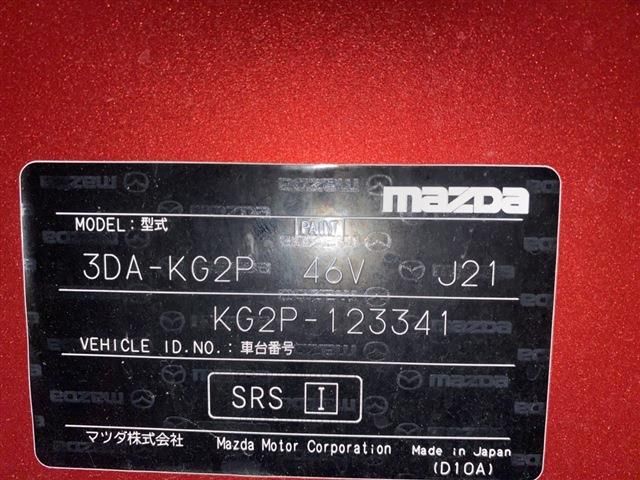 mazda
MODEL：型式 PAINT
3DA-KG2P 46V J21
KG2P-123341
VEHICLE ID.NO.：車台番号
SRS I
マツダ株式会社 Mazda Motor Corporation Made in Japan
(D10A)